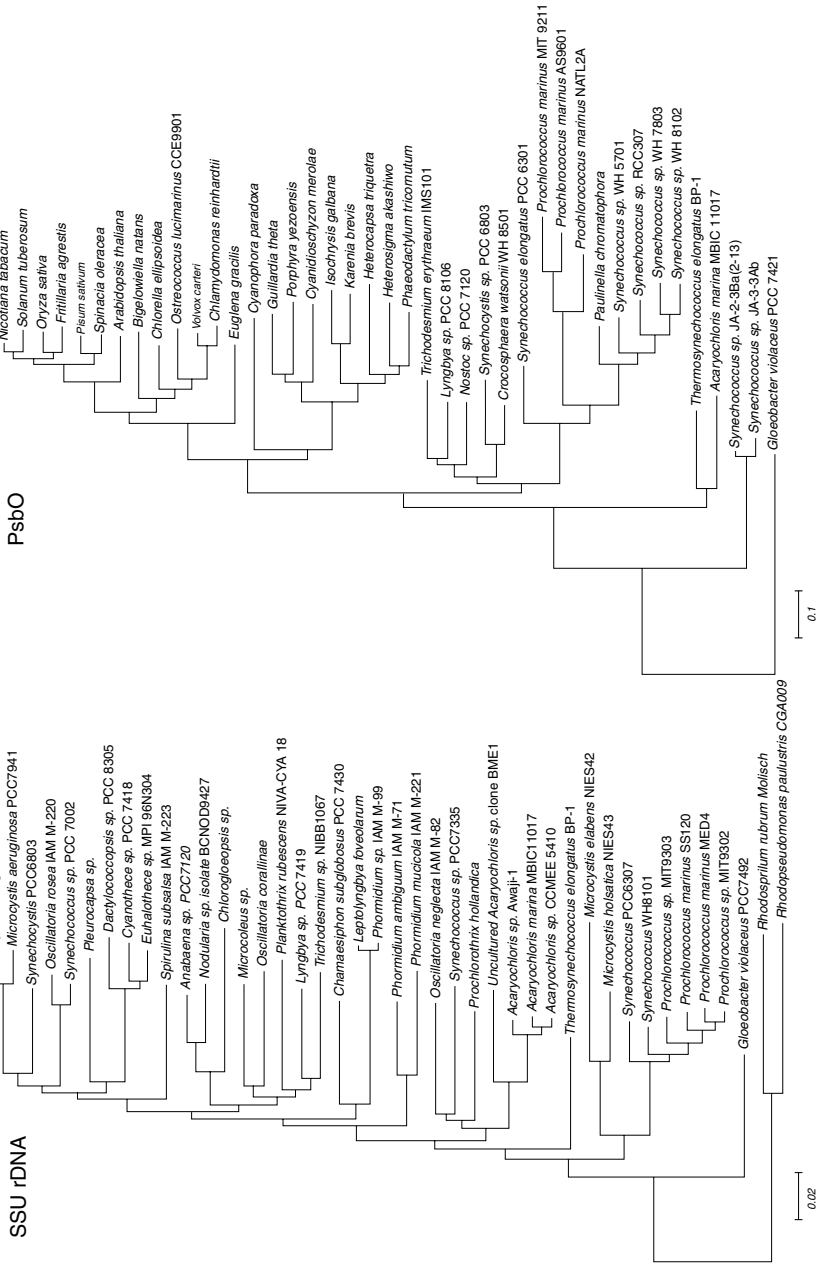 PsbO
Nicotiana tabacum
Solanum tuberosum
Oryza sativa
Fritillaria agrestis
Pisum sativum
Spinacia oleracea
Arabidopsis thaliana
Bigelowiella natans
Chlorella ellipsoidea
Ostreococcus lucimarinus CCE9901
Volvox carteri
Chlamydomonas reinhardtii
Euglena gracilis
Cyanophora paradoxa
Guillardia theta
Porphyra yezoensis
Cyanidioschyzon merolae
Isochrysis galbana
Karenia brevis
Heterocapsa triquetra
Heterosigma akashiwo
Phaeodactylum tricornutum
Trichodesmium erythraeum IMS101
Lyngbya sp. PCC 8106
Nostoc sp. PCC 7120
Synechocystis sp. PCC 6803
Crocosphaera watsonii WH 8501
Synechococcus elongatus PCC 6301
Prochlorococcus marinus MIT 9211
Prochlorococcus marinus AS9601
Prochlorococcus marinus NATL2A
Paulinella chromatophora
Synechococcus sp. WH 5701
Synechococcus sp. RCC307
Synechococcus sp. WH 7803
Synechococcus sp. WH 8102
Thermosynechococcus elongatus BP-1
Acaryochloris marina MBIC 11017
Synechococcus sp. JA-2-3Ba(2-13)
Synechococcus sp. JA-3-3Ab
Gloeobacter violaceus PCC 7421
0.1
SSU rDNA
Microcystis aeruginosa PCC7941
Synechocystis PCC6803
Oscillatoria rosea IAM M-220
Synechococcus sp. PCC 7002
Pleurocapsa sp.
Dactylococcopsis sp. PCC 8305
Cyanothece sp. PCC 7418
Euhalothece sp. MPI 96N304
Spirulina subsalsa IAM M-223
Anabaena sp. PCC7120
Nodularia sp. isolate BCNOD9427
Chlorogloeopsis sp.
Microcoleus sp.
Oscillatoria corallinae
Planktothrix rubescens NIVA-CYA 18
Lyngbya sp. PCC 7419
Trichodesmium sp. NIBB1067
Chamaesiphon subglobosus PCC 7430
Leptolyngbya foveolarum
Phormidium sp. IAM M-99
Phormidium ambiguum IAM M-71
Phormidium mucicola IAM M-221
Oscillatoria neglecta IAM M-82
Synechococcus sp. PCC7335
Prochlorothrix hollandica
Uncultured Acaryochloris sp. clone BME1
Acaryochloris sp. Awaji-1
Acaryochloris marina MBIC11017
Acaryochloris sp. CCMEE 5410
Thermosynechococcus elongatus BP-1
Microcystis elabens NIES42
Microcystis holsatica NIES43
Synechococcus PCC6307
Synechococcus WH8101
Prochlorococcus sp. MIT9303
Prochlorococcus marinus SS120
Prochlorococcus marinus MED4
Prochlorococcus sp. MIT9302
Gloeobacter violaceus PCC7492
Rhodosprilum rubrum Molisch
Rhodopseudomonas paulustris CGA009
0.02